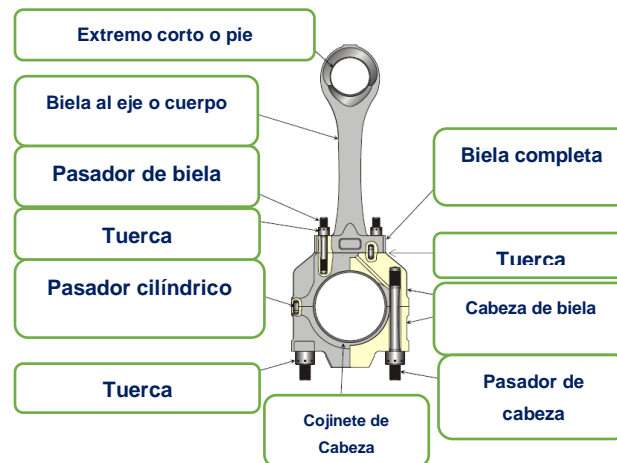 Extremo corto o pie
Biela al eje o cuerpo
Pasador de biela
Tuerca
Pasador cilíndrico
Tuerca
Biela completa
Tuerca
Cabeza de biela
Pasador de
cabeza
Cojinete de
Cabeza